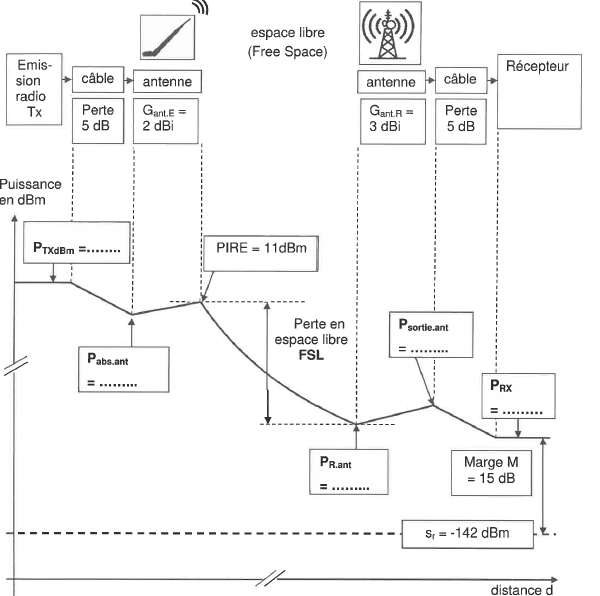 espace libre
(Free Space)
Emis-
sion
radio
Tx
câble
antenne
antenne
câble
Récepteur
Perte
5 dB
Gant.E =
2 dBi
Gant.R =
3 dBi
Perte
5 dB
Puissance
en dBm
PTXdBm =........
PIRE = 11dBm
Perte en
espace libre
FSL
Psortie.ant
= .........
Pabs.ant
= .........
PRX
= .........
PR.ant
= .........
Marge M
= 15 dB
sr = -142 dBm
distance d